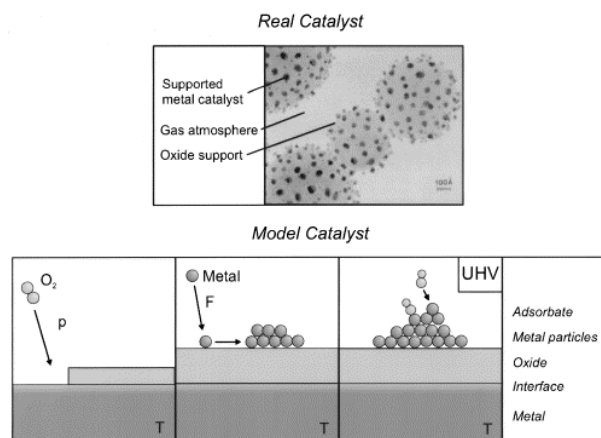 Real Catalyst
Supported
metal catalyst
Gas atmosphere
Oxide support
100Å
Model Catalyst
O₂
p
T
Metal
F
T
UHV
T
Adsorbate
Metal particles
Oxide
Interface
Metal